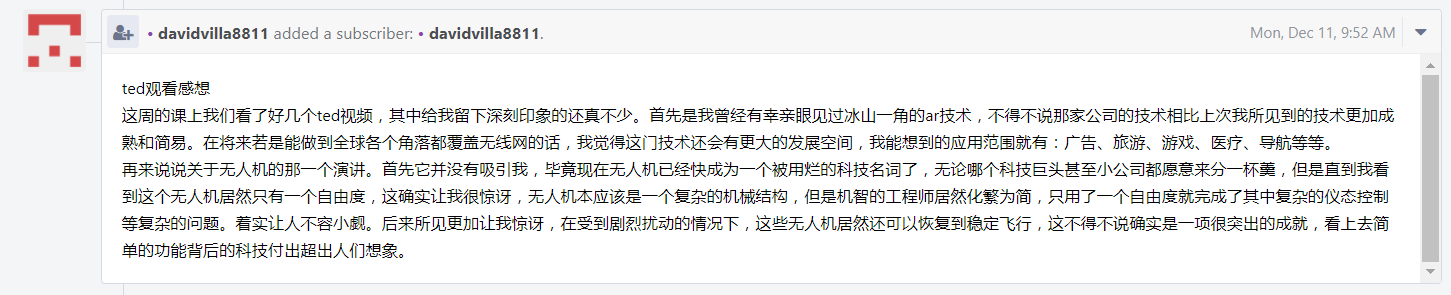 • davidvilla8811 added a subscriber: • davidvilla8811.
Mon, Dec 11, 9:52 AM
ted观看感想
这周的课上我们看了好几个ted视频，其中给我留下深刻印象的还真不少。首先是我曾经有幸亲眼见过冰山一角的ar技术，不得不说那家公司的技术相比上次我所见到的技术更加成
熟和简易。在将来若是能做到全球各个角落都覆盖无线网的话，我觉得这门技术还会有更大的发展空间，我能想到的应用范围就有：广告、旅游、游戏、医疗、导航等等。
再来说说关于无人机的那一个演讲。首先它并没有吸引我，毕竟现在无人机已经快成为一个被用烂的科技名词了，无论哪个科技巨头甚至小公司都愿意来分一杯羹，但是直到我看
到这个无人机居然只有一个自由度，这确实让我很惊讶，无人机本应该是一个复杂的机械结构，但是机智的工程师居然化繁为简，只用了一个自由度就完成了其中复杂的仪态控制
等复杂的问题。着实让人不容小觑。后来所见更加让我惊讶，在受到剧烈扰动的情况下，这些无人机居然还可以恢复到稳定飞行，这不得不说确实是一项很突出的成就，看上去简
单的功能背后的科技付出超出人们想象。